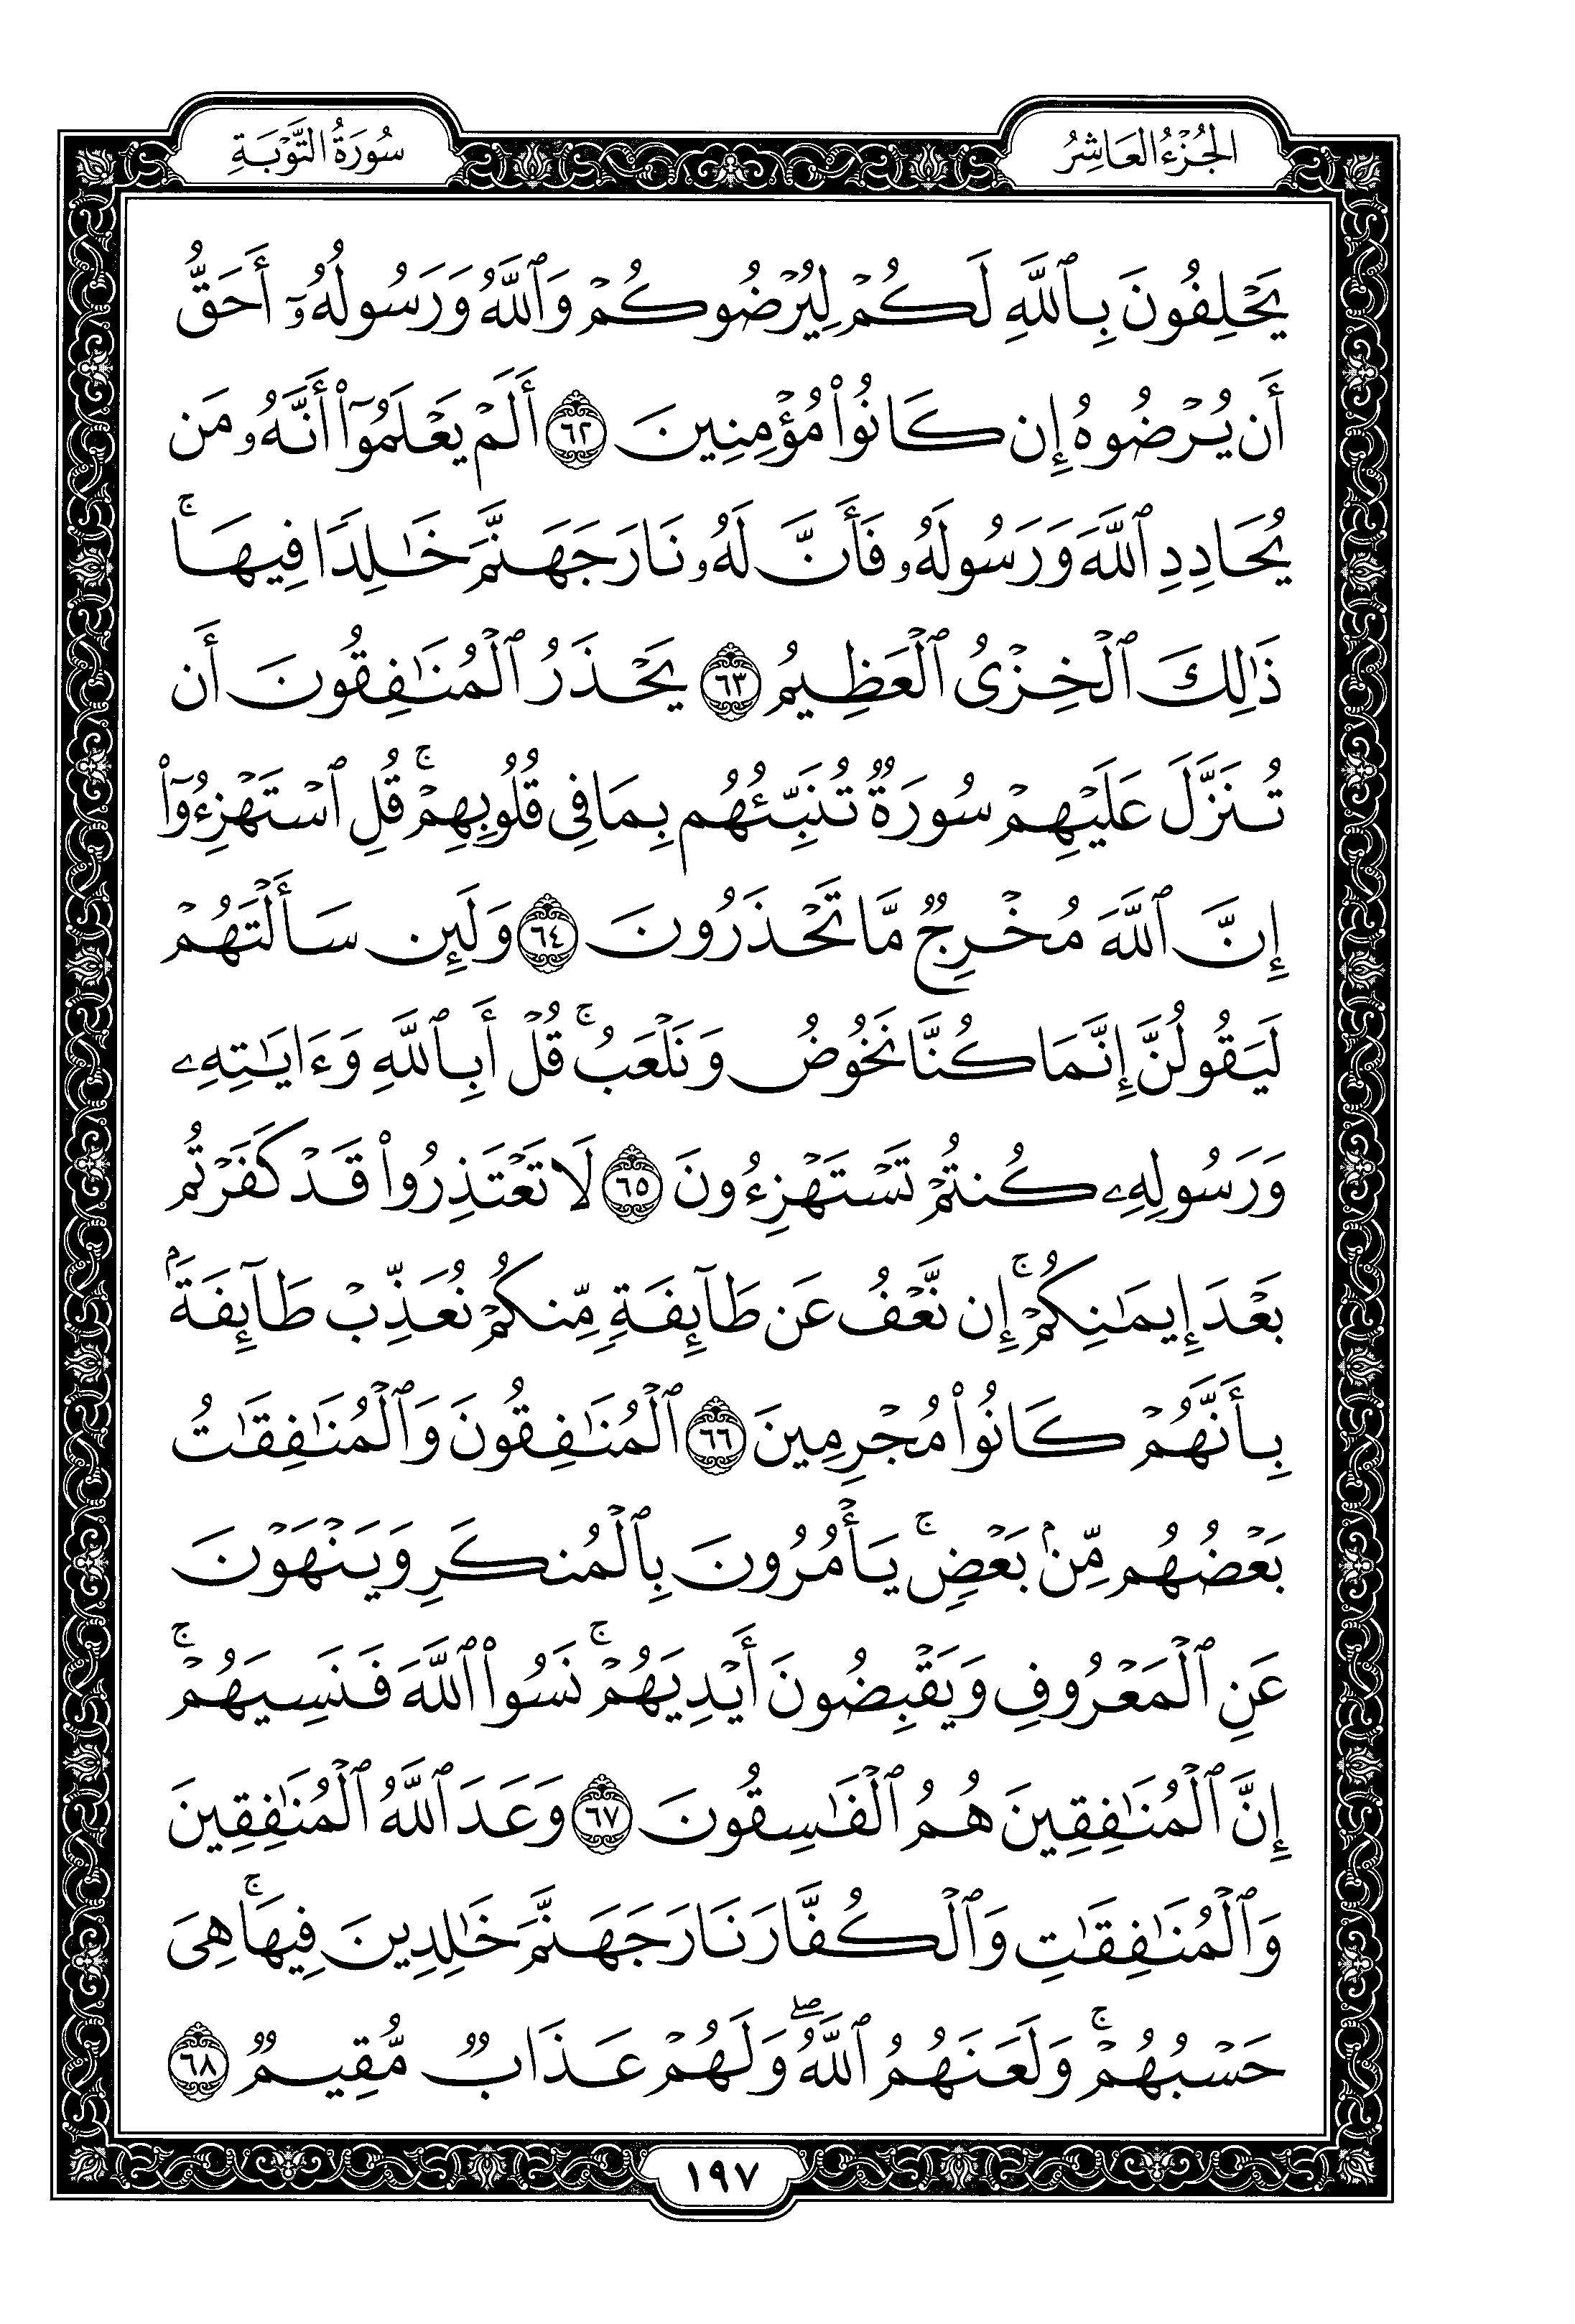 الجُزْءُ العَاشِرُ
سُورَةُ التَّوْبَةِ
يَحْلِفُونَ بِٱللَّهِ لَكُمْ لِيُرْضُوكُمْ وَٱللَّهُ وَرَسُولُهُۥٓ أَحَقُّ
أَن يُرْضُوهُ إِن كَانُوا۟ مُؤْمِنِينَ ٦٢ أَلَمْ يَعْلَمُوٓا۟ أَنَّهُۥ مَن
يُحَادِدِ ٱللَّهَ وَرَسُولَهُۥ فَأَنَّ لَهُۥ نَارَ جَهَنَّمَ خَـٰلِدًا فِيهَا ۚ
ذَٰلِكَ ٱلْخِزْىُ ٱلْعَظِيمُ ٦٣ يَحْذَرُ ٱلْمُنَـٰفِقُونَ أَن
تُنَزَّلَ عَلَيْهِمْ سُورَةٌ تُنَبِّئُهُم بِمَا فِى قُلُوبِهِمْ ۚ قُلِ ٱسْتَهْزِءُوٓا۟
إِنَّ ٱللَّهَ مُخْرِجٌ مَّا تَحْذَرُونَ ٦٤ وَلَئِن سَأَلْتَهُمْ
لَيَقُولُنَّ إِنَّمَا كُنَّا نَخُوضُ وَنَلْعَبُ ۚ قُلْ أَبِٱللَّهِ وَءَايَـٰتِهِۦ
وَرَسُولِهِۦ كُنتُمْ تَسْتَهْزِءُونَ ٦٥ لَا تَعْتَذِرُوا۟ قَدْ كَفَرْتُم
بَعْدَ إِيمَـٰنِكُمْ ۚ إِن نَّعْفُ عَن طَآئِفَةٍ مِّنكُمْ نُعَذِّبْ طَآئِفَةًۢ
بِأَنَّهُمْ كَانُوا۟ مُجْرِمِينَ ٦٦ ٱلْمُنَـٰفِقُونَ وَٱلْمُنَـٰفِقَـٰتُ
بَعْضُهُم مِّنۢ بَعْضٍ ۚ يَأْمُرُونَ بِٱلْمُنكَرِ وَيَنْهَوْنَ
عَنِ ٱلْمَعْرُوفِ وَيَقْبِضُونَ أَيْدِيَهُمْ ۚ نَسُوا۟ ٱللَّهَ فَنَسِيَهُمْ ۚ
إِنَّ ٱلْمُنَـٰفِقِينَ هُمُ ٱلْفَـٰسِقُونَ ٦٧ وَعَدَ ٱللَّهُ ٱلْمُنَـٰفِقِينَ
وَٱلْمُنَـٰفِقَـٰتِ وَٱلْكُفَّارَ نَارَ جَهَنَّمَ خَـٰلِدِينَ فِيهَا ۚ هِىَ
حَسْبُهُمْ ۚ وَلَعَنَهُمُ ٱللَّهُ ۖ وَلَهُمْ عَذَابٌ مُّقِيمٌ ٦٨
١٩٧